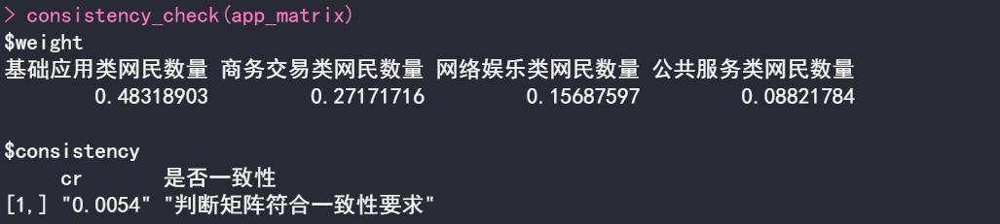 > consistency_check(app_matrix)
$weight
基础应用类网民数量 商务交易类网民数量 网络娱乐类网民数量 公共服务类网民数量
0.48318903 0.27171716 0.15687597 0.08821784
$consistency
cr 是否一致性
[1,] "0.0054" "判断矩阵符合一致性要求"